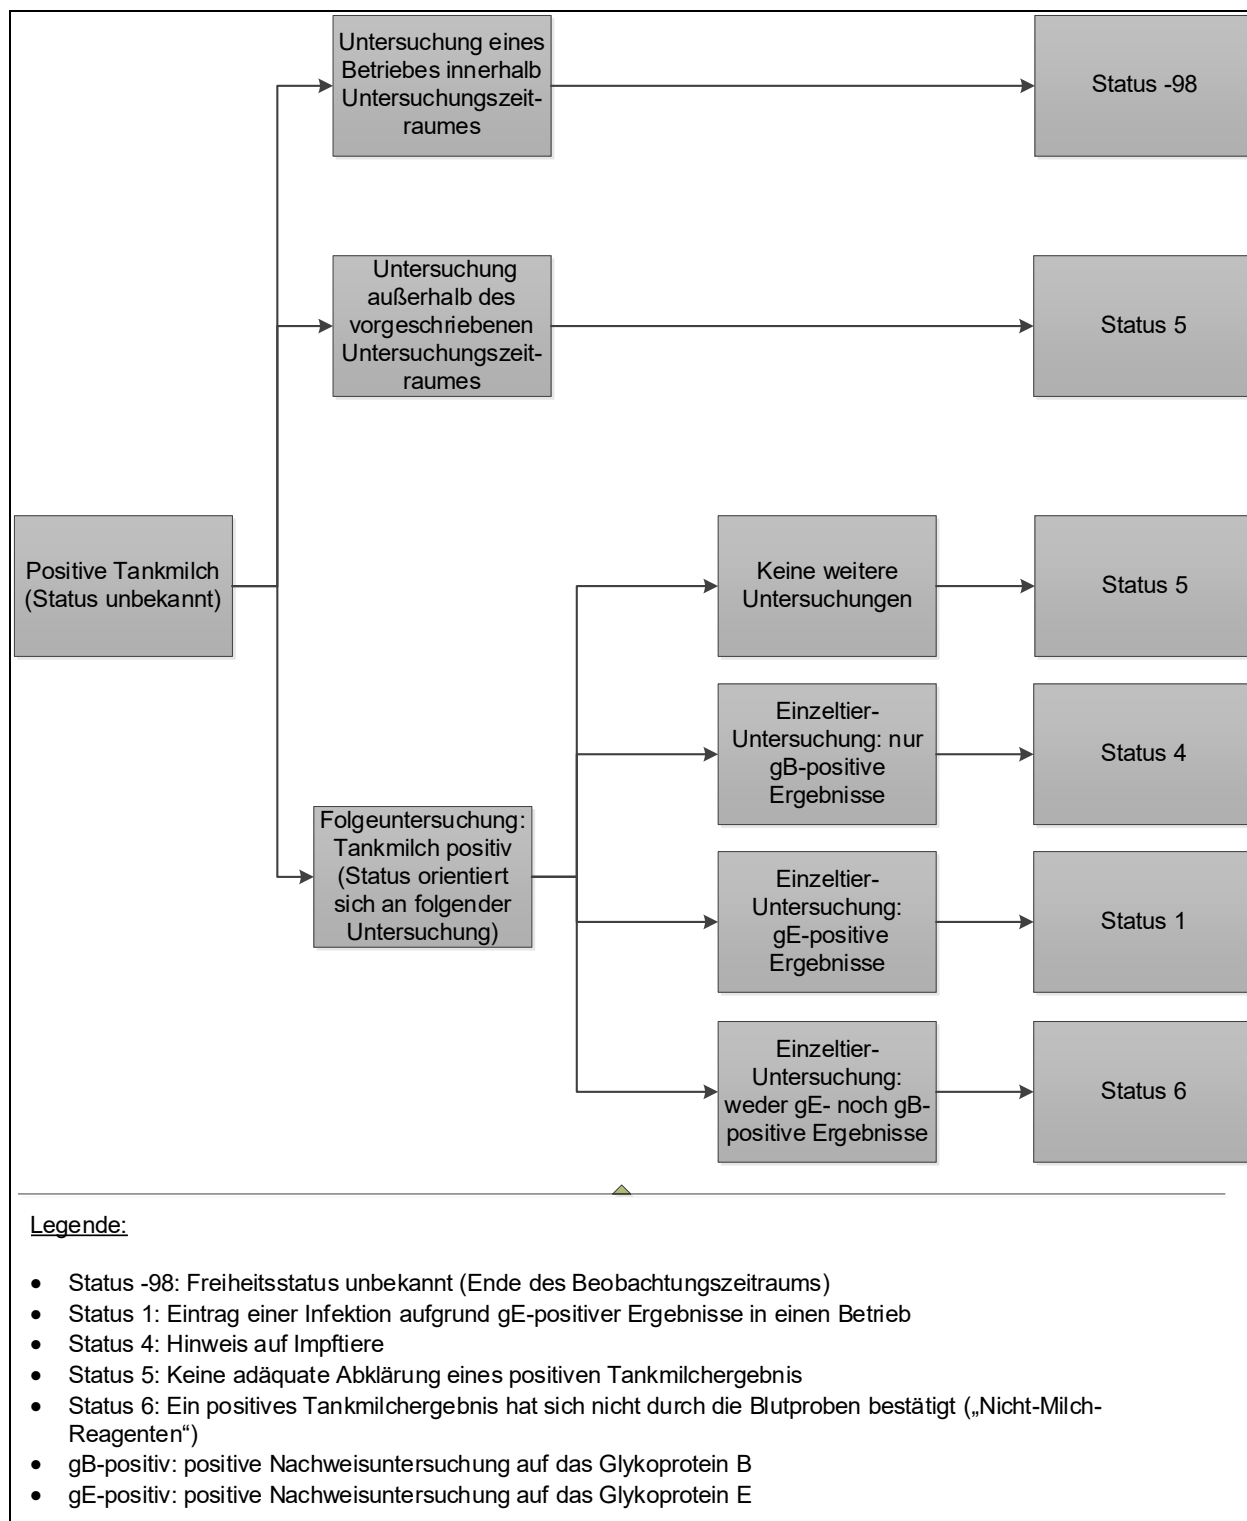 Untersuchung eines
Betriebes innerhalb
Untersuchungszeit-
raumes
Status -98
Untersuchung
außerhalb des
vorgeschriebenen
Untersuchungszeit-
raumes
Status 5
Positive Tankmilch
(Status unbekannt)
Keine weitere
Untersuchungen
Status 5
Einzeltier-
Untersuchung: nur
gB-positive
Ergebnisse
Status 4
Folgeuntersuchung:
Tankmilch positiv
(Status orientiert
sich an folgender
Untersuchung)
Einzeltier-
Untersuchung:
gE-positive
Ergebnisse
Status 1
Einzeltier-
Untersuchung:
weder gE- noch gB-
positive Ergebnisse
Status 6
Legende:
• Status -98: Freiheitsstatus unbekannt (Ende des Beobachtungszeitraums)
• Status 1: Eintrag einer Infektion aufgrund gE-positiver Ergebnisse in einen Betrieb
• Status 4: Hinweis auf Impftiere
• Status 5: Keine adäquate Abklärung eines positiven Tankmilchergebnis
• Status 6: Ein positives Tankmilchergebnis hat sich nicht durch die Blutproben bestätigt („Nicht-Milch-
Reagenten“)
• gB-positiv: positive Nachweisuntersuchung auf das Glykoprotein B
• gE-positiv: positive Nachweisuntersuchung auf das Glykoprotein E